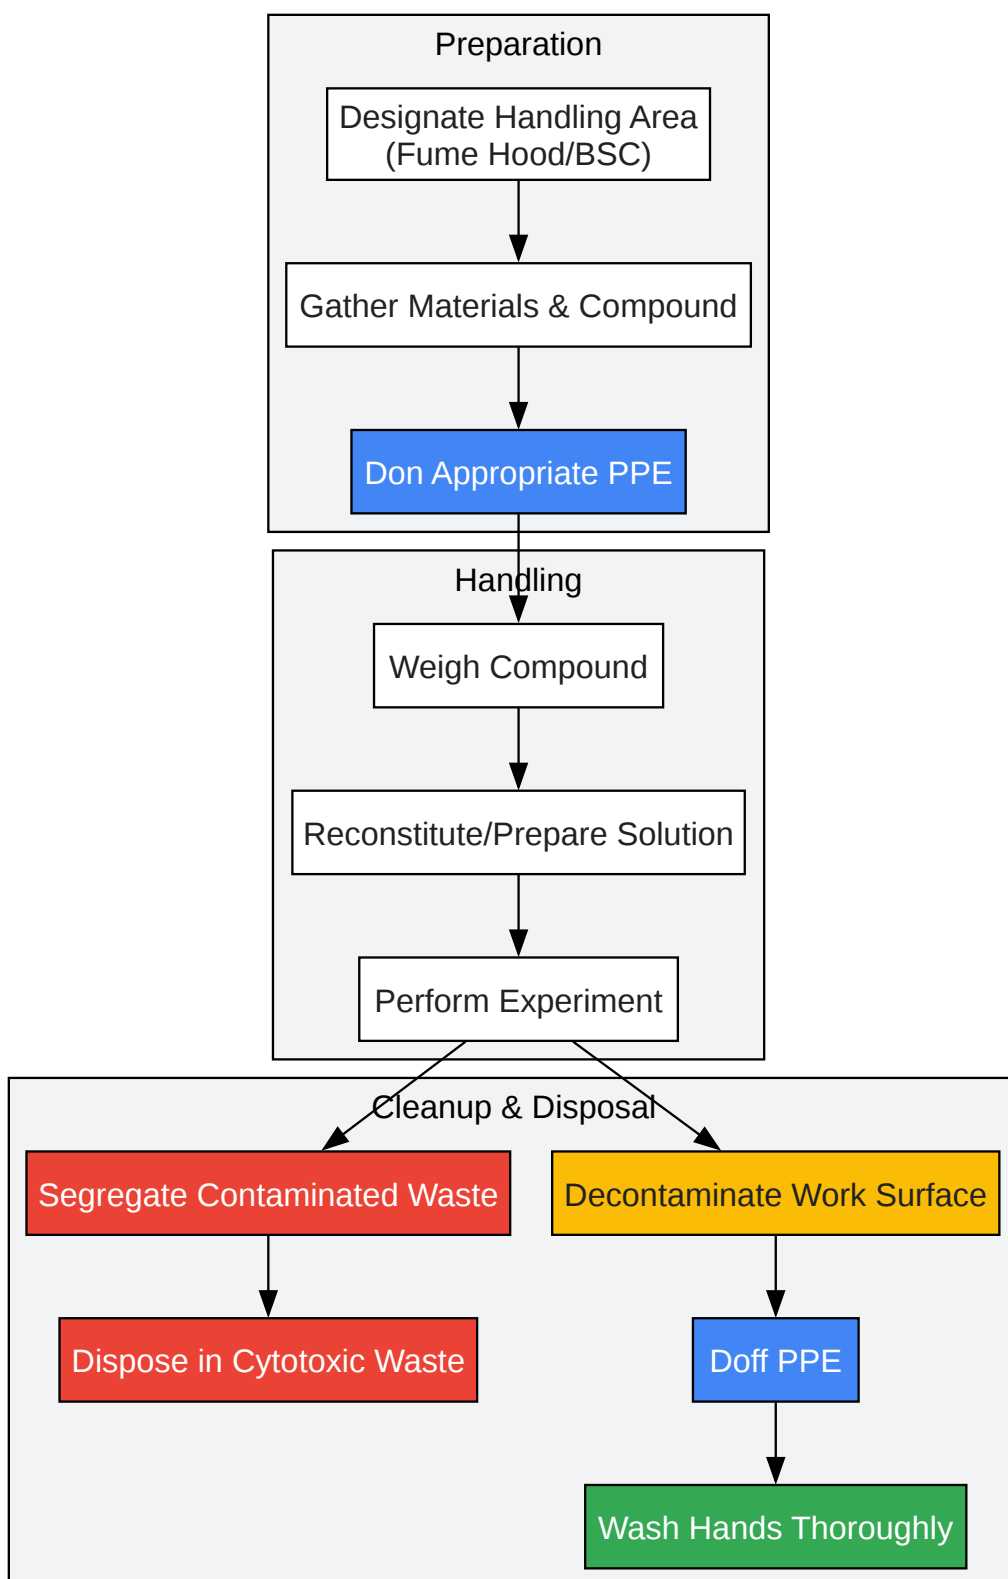 Preparation
Designate Handling Area
(Fume Hood/BSC)
Gather Materials & Compound
Don Appropriate PPE
Handling
Weigh Compound
Reconstitute/Prepare Solution
Perform Experiment
Cleanup & Disposal
Segregate Contaminated Waste
Decontaminate Work Surface
Dispose in Cytotoxic Waste
Doff PPE
Wash Hands Thoroughly